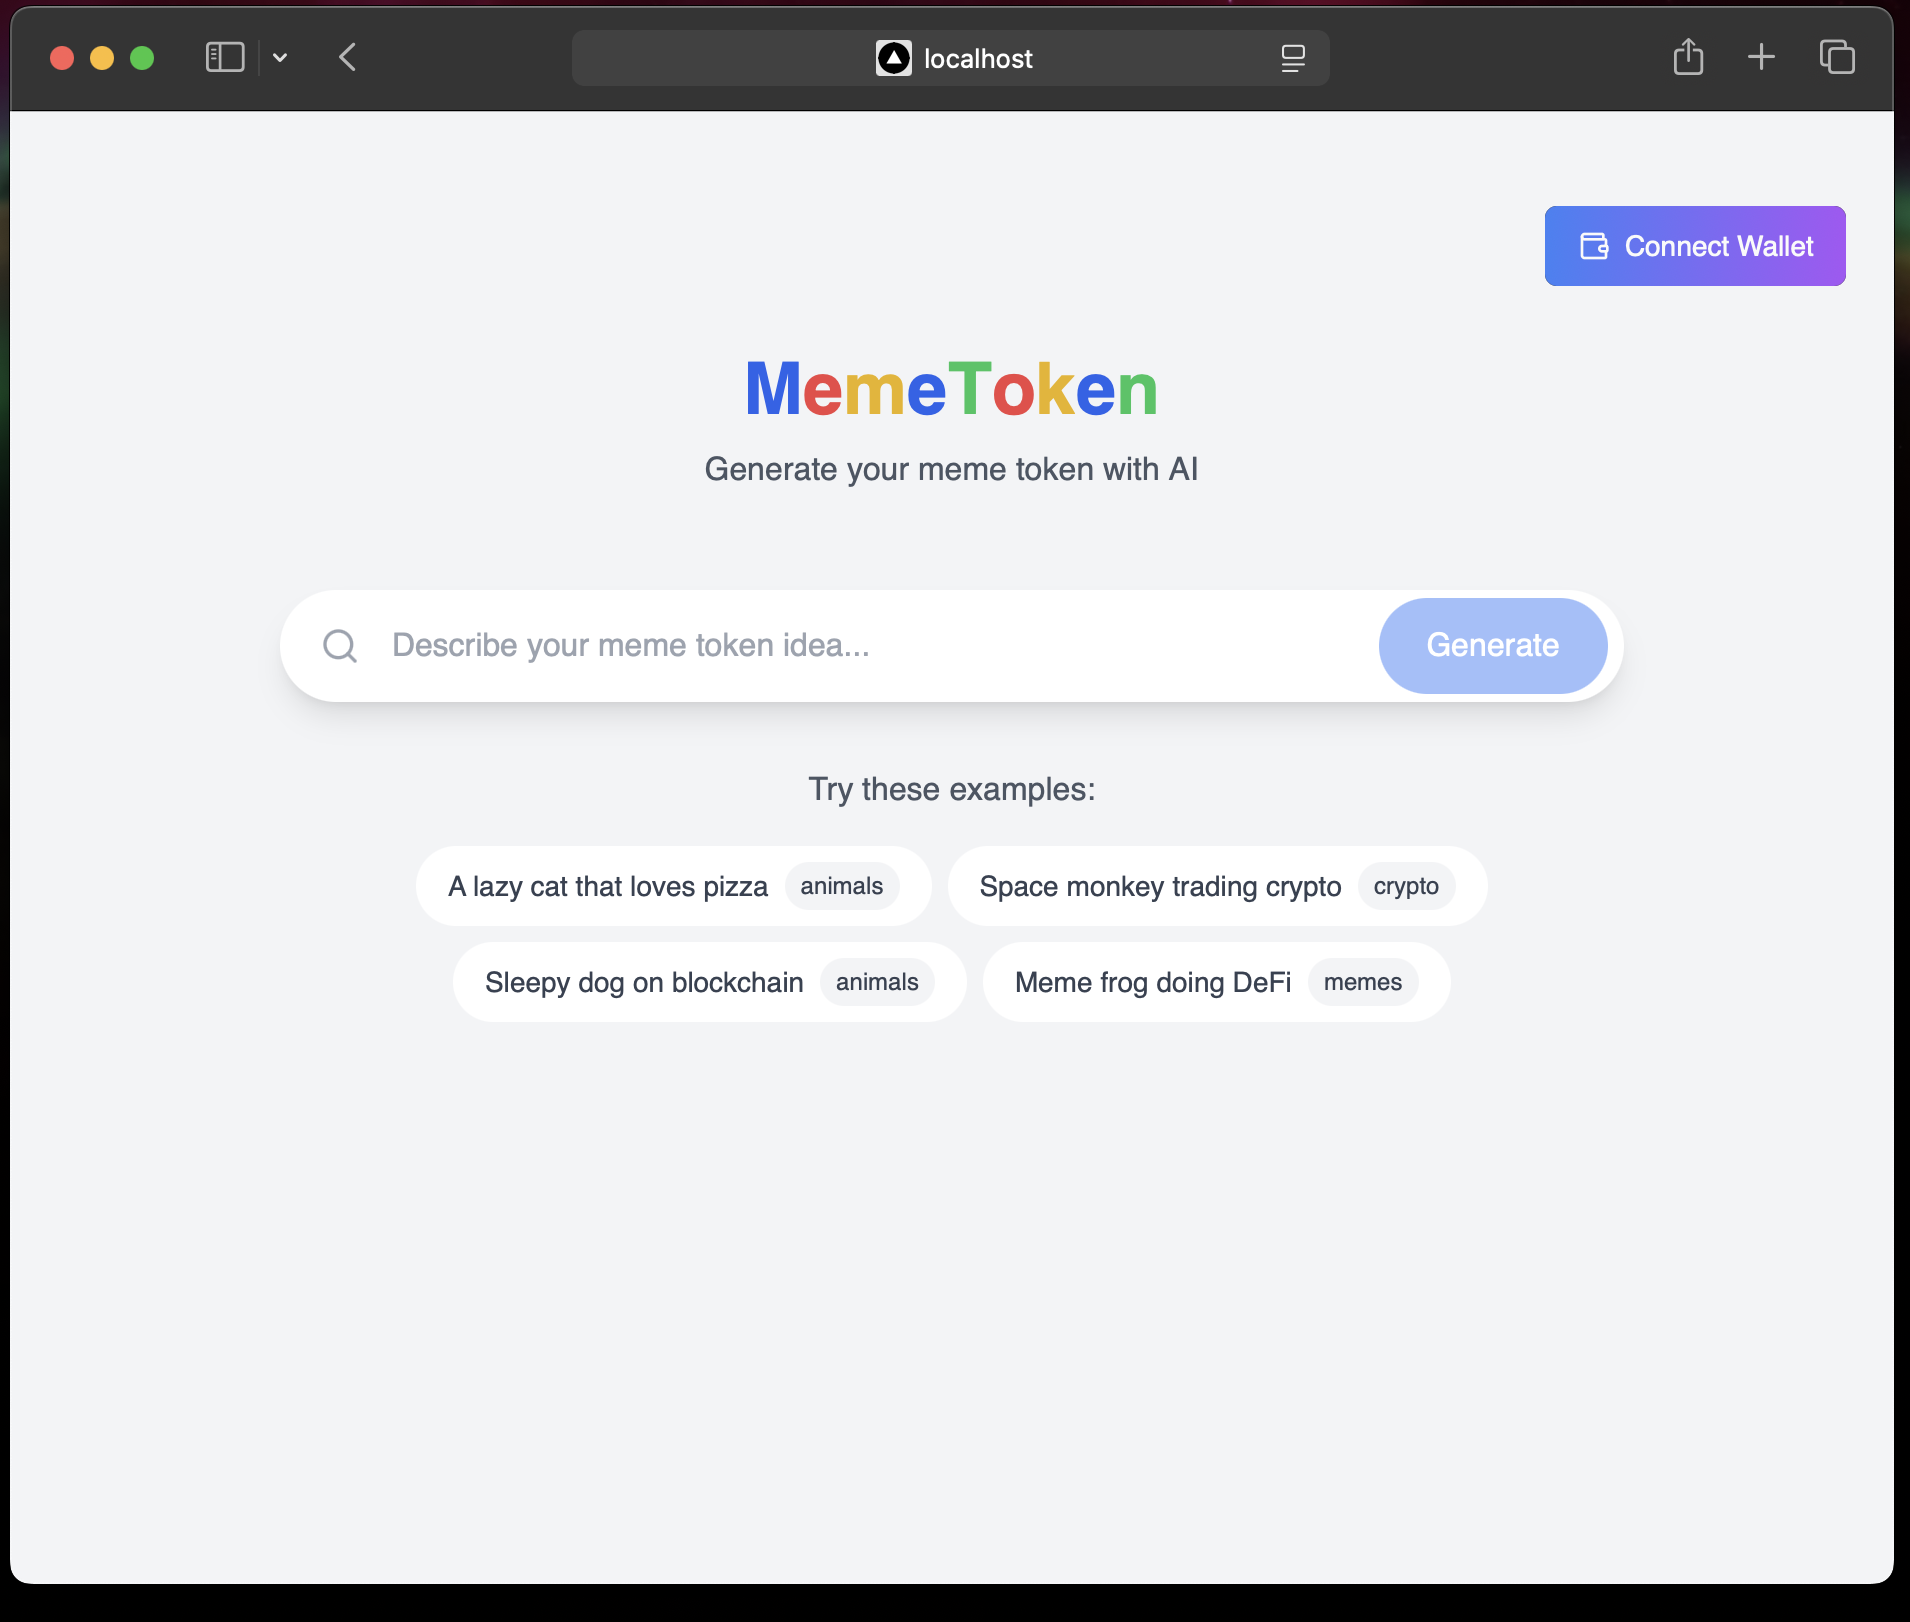 localhost
Connect Wallet
MemeToken
Generate your meme token with AI
Describe your meme token idea...
Generate
Try these examples:
A lazy cat that loves pizza animals
Space monkey trading crypto crypto
Sleepy dog on blockchain animals
Meme frog doing DeFi memes